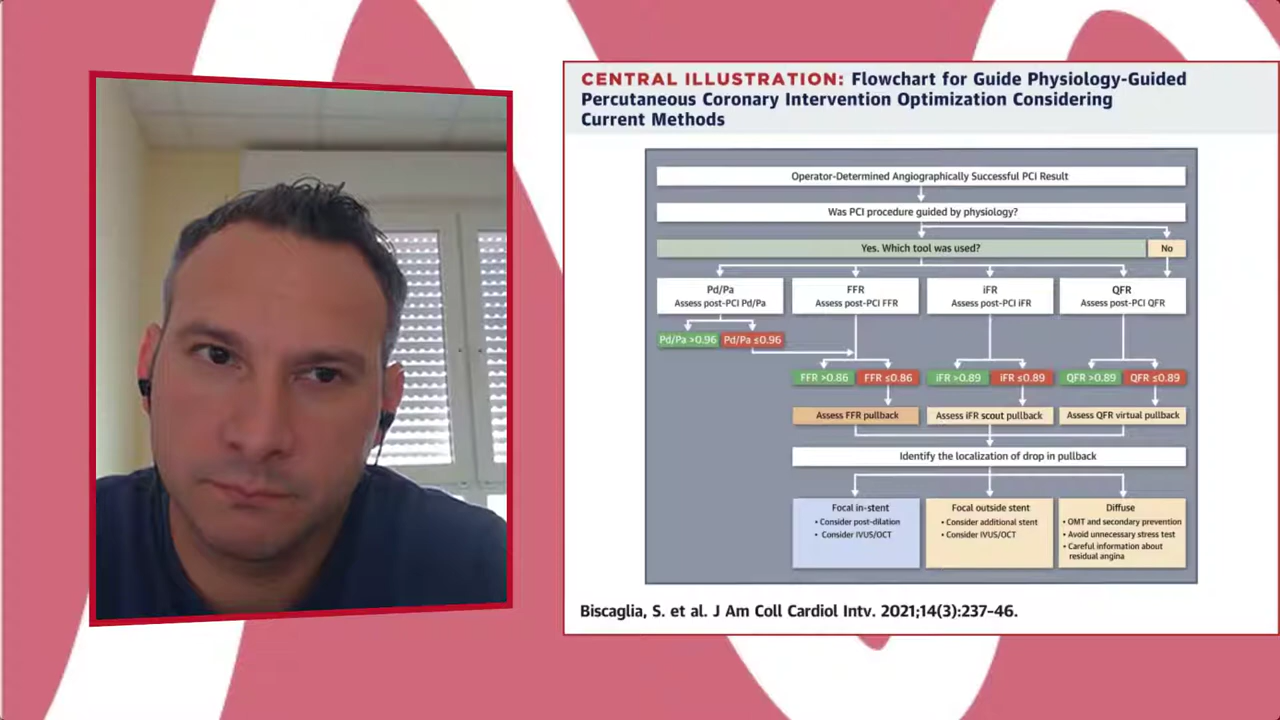 CENTRAL ILLUSTRATION: Flowchart for Guide Physiology-Guided
Percutaneous Coronary Intervention Optimization Considering
Current Methods
Operator-Determined Angiographically Successful PCI Result
Was PCI procedure guided by physiology?
Yes. Which tool was used?
No
Pd/Pa
Assess post-PCI Pd/Pa
FFR
Assess post-PCI FFR
iFR
Assess post-PCI iFR
QFR
Assess post-PCI QFR
Pd/Pa >0.96
Pd/Pa ≤0.96
FFR >0.86
FFR ≤0.86
iFR >0.89
iFR ≤0.89
QFR >0.89
QFR ≤0.89
Assess FFR pullback
Assess iFR scout pullback
Assess QFR virtual pullback
Identify the localization of drop in pullback
Focal in-stent
• Consider post-dilation
• Consider IVUS/OCT
Focal outside stent
• Consider additional stent
• Consider IVUS/OCT
Diffuse
• OMT and secondary prevention
• Avoid unnecessary stress test
• Careful information about
residual angina
Biscaglia, S. et al. J Am Coll Cardiol Intv. 2021;14(3):237–46.